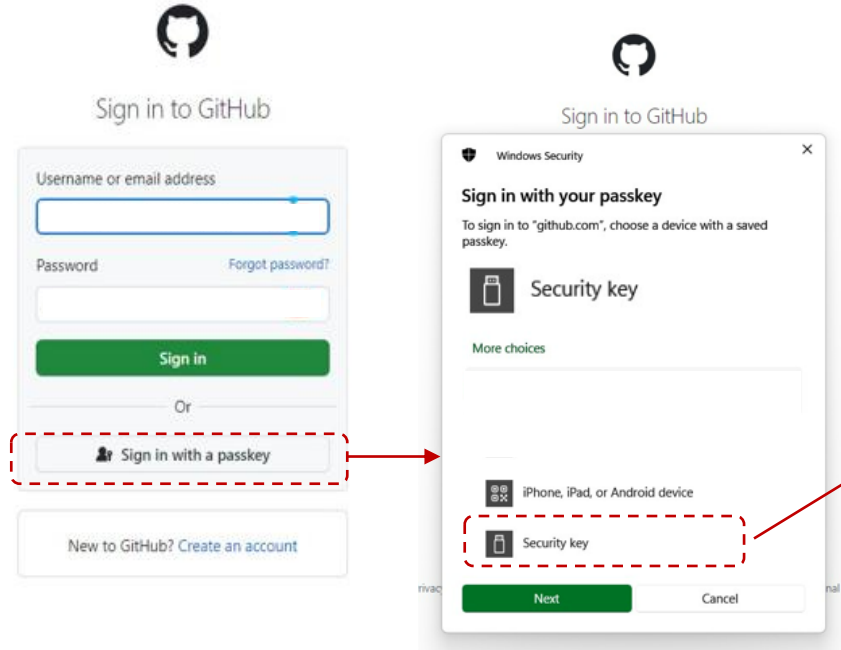 Sign in to GitHub
Username or email address
Password
Forgot password?
Sign in
Or
Sign in with a passkey
New to GitHub? Create an account
Sign in to GitHub
Windows Security
Sign in with your passkey
To sign in to "github.com", choose a device with a saved
passkey.
Security key
More choices
iPhone, iPad, or Android device
Security key
Next
Cancel